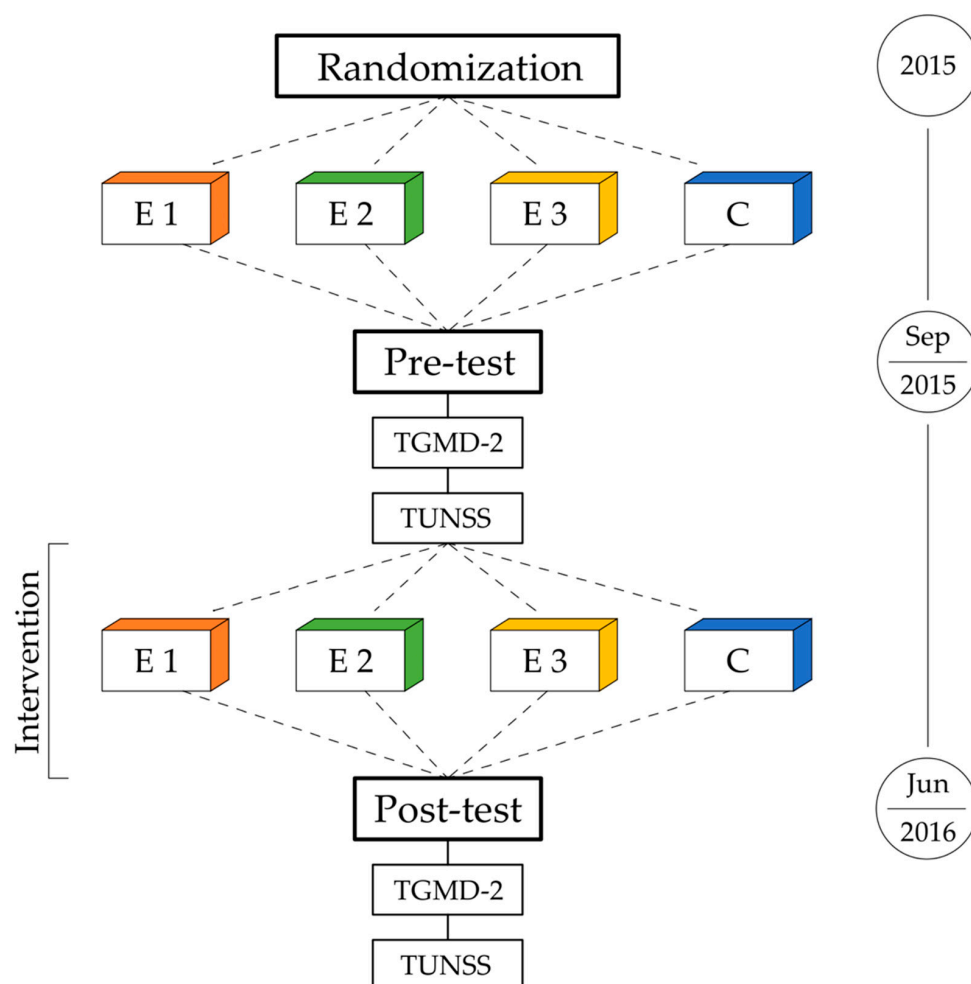 Randomization
2015
E 1
E 2
E 3
C
Pre-test
Sep
2015
TGMD-2
TUNSS
Intervention
E 1
E 2
E 3
C
Post-test
Jun
2016
TGMD-2
TUNSS